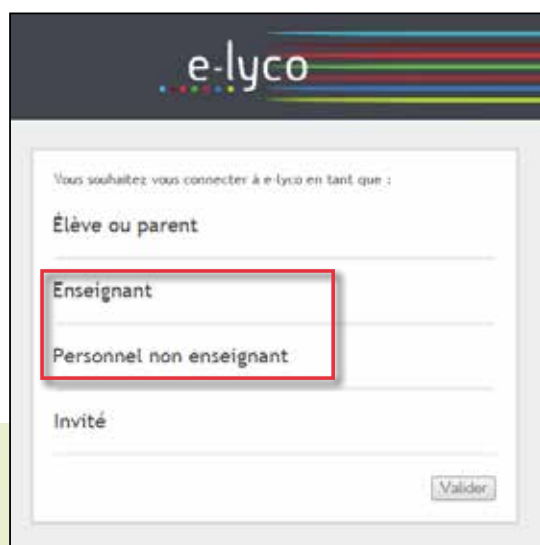 e-lyco
Vous souhaitez vous connecter à e-lyco en tant que :
Élève ou parent
Enseignant
Personnel non enseignant
Invité
Valider